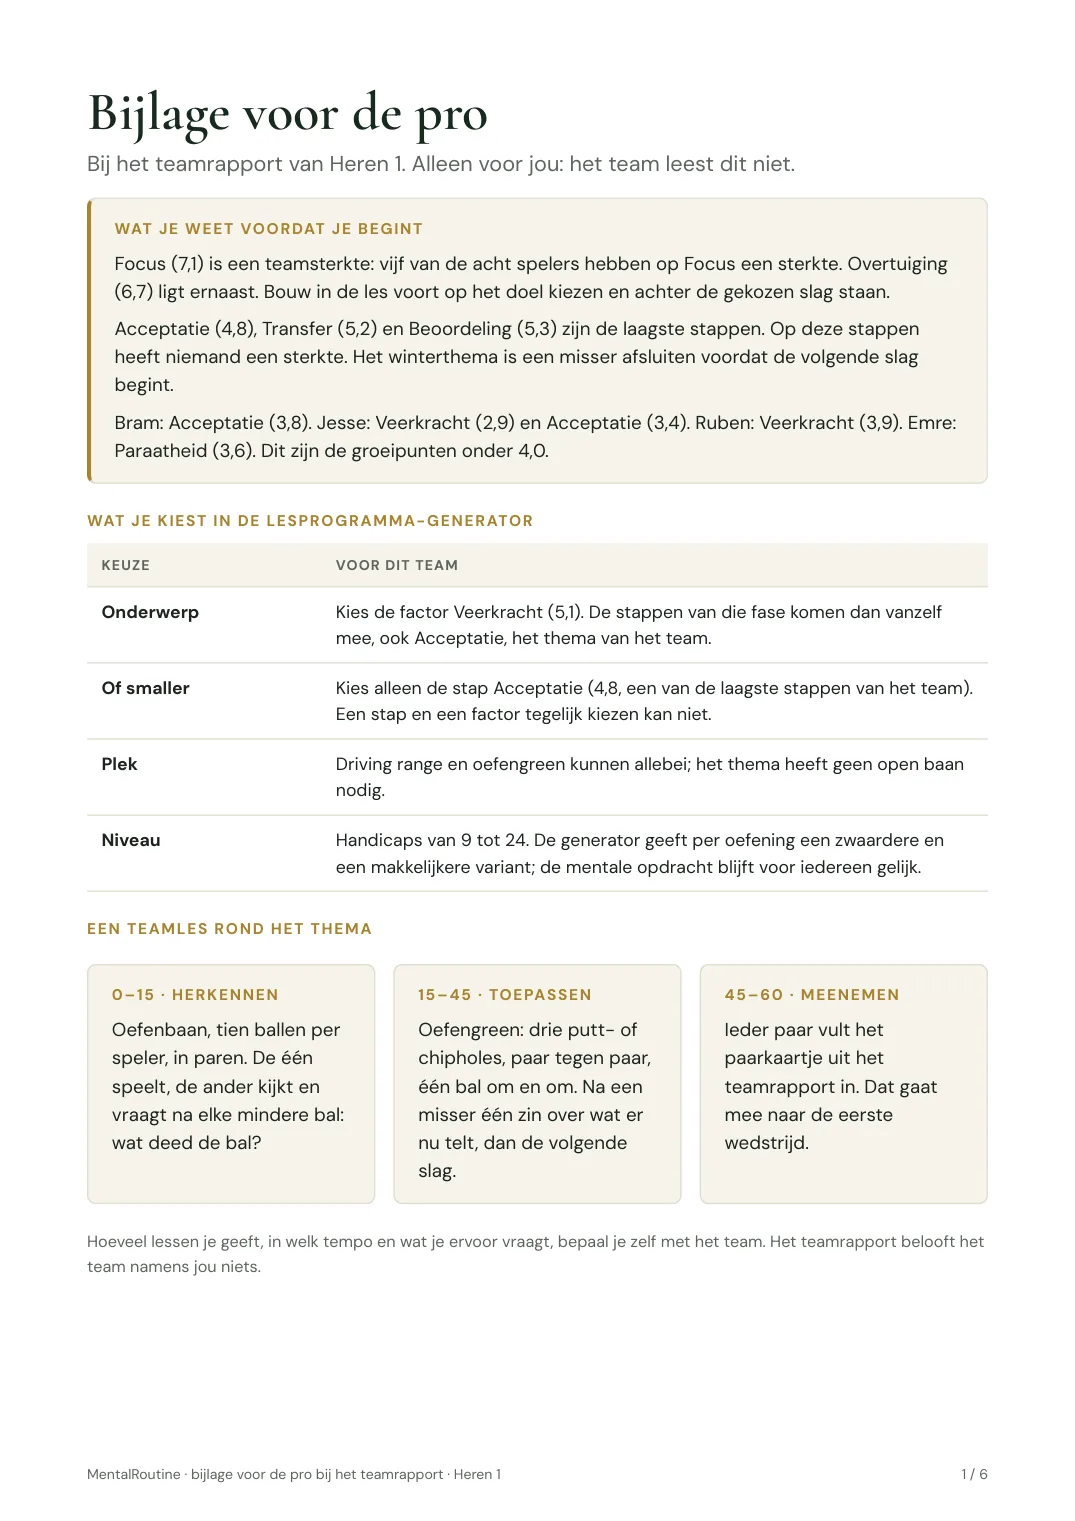 Bijlage voor de pro
Bij het teamrapport van Heren 1. Alleen voor jou: het team leest dit niet.
WAT JE WEET VOORDAT JE BEGINT
Focus (7,1) is een teamsterkte: vijf van de acht spelers hebben op Focus een sterkte. Overtuiging
(6,7) ligt ernaast. Bouw in de les voort op het doel kiezen en achter de gekozen slag staan.
Acceptatie (4,8), Transfer (5,2) en Beoordeling (5,3) zijn de laagste stappen. Op deze stappen
heeft niemand een sterkte. Het winterthema is een misser afsluiten voordat de volgende slag
begint.
Bram: Acceptatie (3,8). Jesse: Veerkracht (2,9) en Acceptatie (3,4). Ruben: Veerkracht (3,9). Emre:
Paraatheid (3,6). Dit zijn de groeipunten onder 4,0.
WAT JE KIEST IN DE LESPROGRAMMA-GENERATOR
KEUZE VOOR DIT TEAM
Onderwerp Kies de factor Veerkracht (5,1). De stappen van die fase komen dan vanzelf
mee, ook Acceptatie, het thema van het team.
Of smaller Kies alleen de stap Acceptatie (4,8, een van de laagste stappen van het team).
Een stap en een factor tegelijk kiezen kan niet.
Plek Driving range en oefengreen kunnen allebei; het thema heeft geen open baan
nodig.
Niveau Handicaps van 9 tot 24. De generator geeft per oefening een zwaardere en
een makkelijkere variant; de mentale opdracht blijft voor iedereen gelijk.
EEN TEAMLES ROND HET THEMA
0–15 · HERKENNEN
Oefenbaan, tien ballen per
speler, in paren. De één
speelt, de ander kijkt en
vraagt na elke mindere bal:
wat deed de bal?
15–45 · TOEPASSEN
Oefengreen: drie putt- of
chipholes, paar tegen paar,
één bal om en om. Na een
misser één zin over wat er
nu telt, dan de volgende
slag.
45–60 · MEENEMEN
Ieder paar vult het
paarkaartje uit het
teamrapport in. Dat gaat
mee naar de eerste
wedstrijd.
Hoeveel lessen je geeft, in welk tempo en wat je ervoor vraagt, bepaal je zelf met het team. Het teamrapport belooft het
team namens jou niets.
MentalRoutine · bijlage voor de pro bij het teamrapport · Heren 1 1 / 6